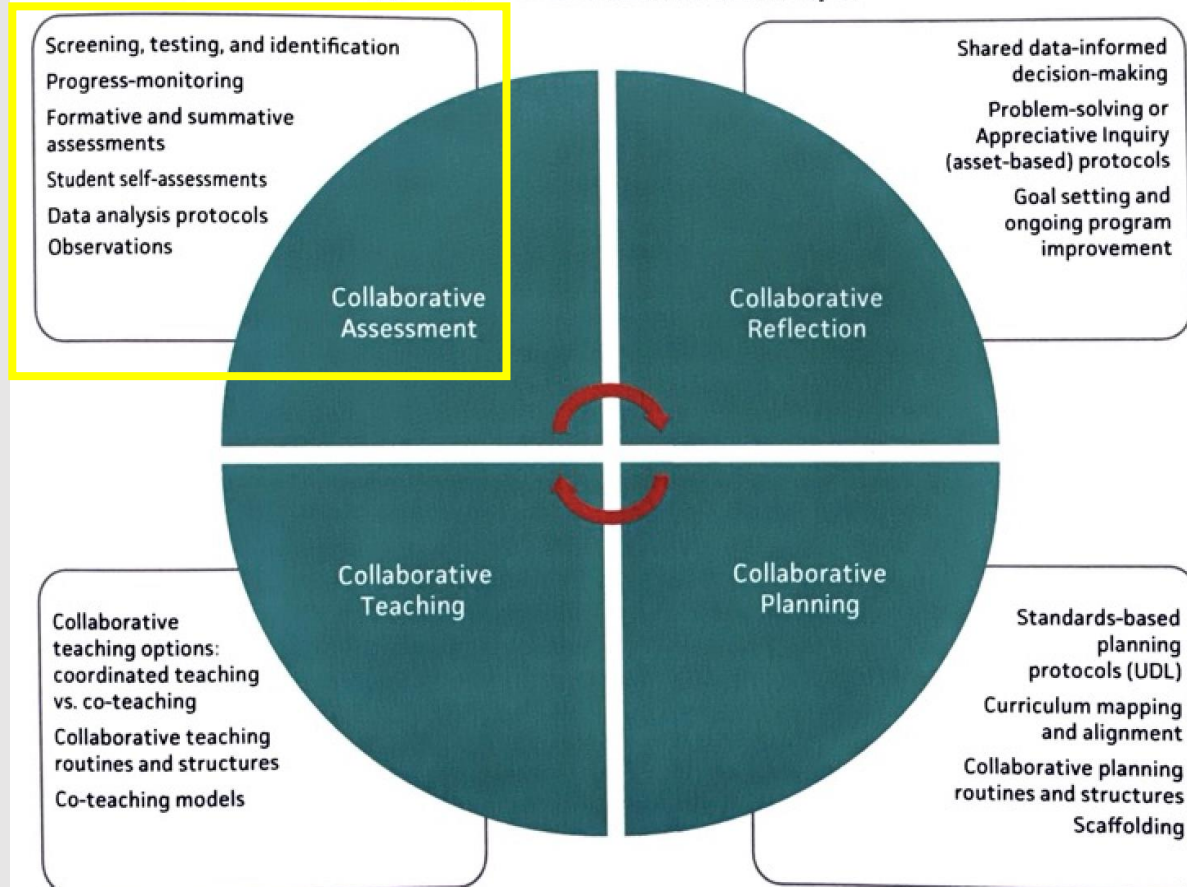 Screening, testing, and identification
Progress-monitoring
Formative and summative
assessments
Student self-assessments
Data analysis protocols
Observations
Collaborative
Assessment
Shared data-informed
decision-making
Problem-solving or
Appreciative Inquiry
(asset-based) protocols
Goal setting and
ongoing program
improvement
Collaborative
Reflection
Collaborative
teaching options:
coordinated teaching
vs. co-teaching
Collaborative teaching
routines and structures
Co-teaching models
Collaborative
Teaching
Collaborative
Planning
Standards-based
planning
protocols (UDL)
Curriculum mapping
and alignment
Collaborative planning
routines and structures
Scaffolding